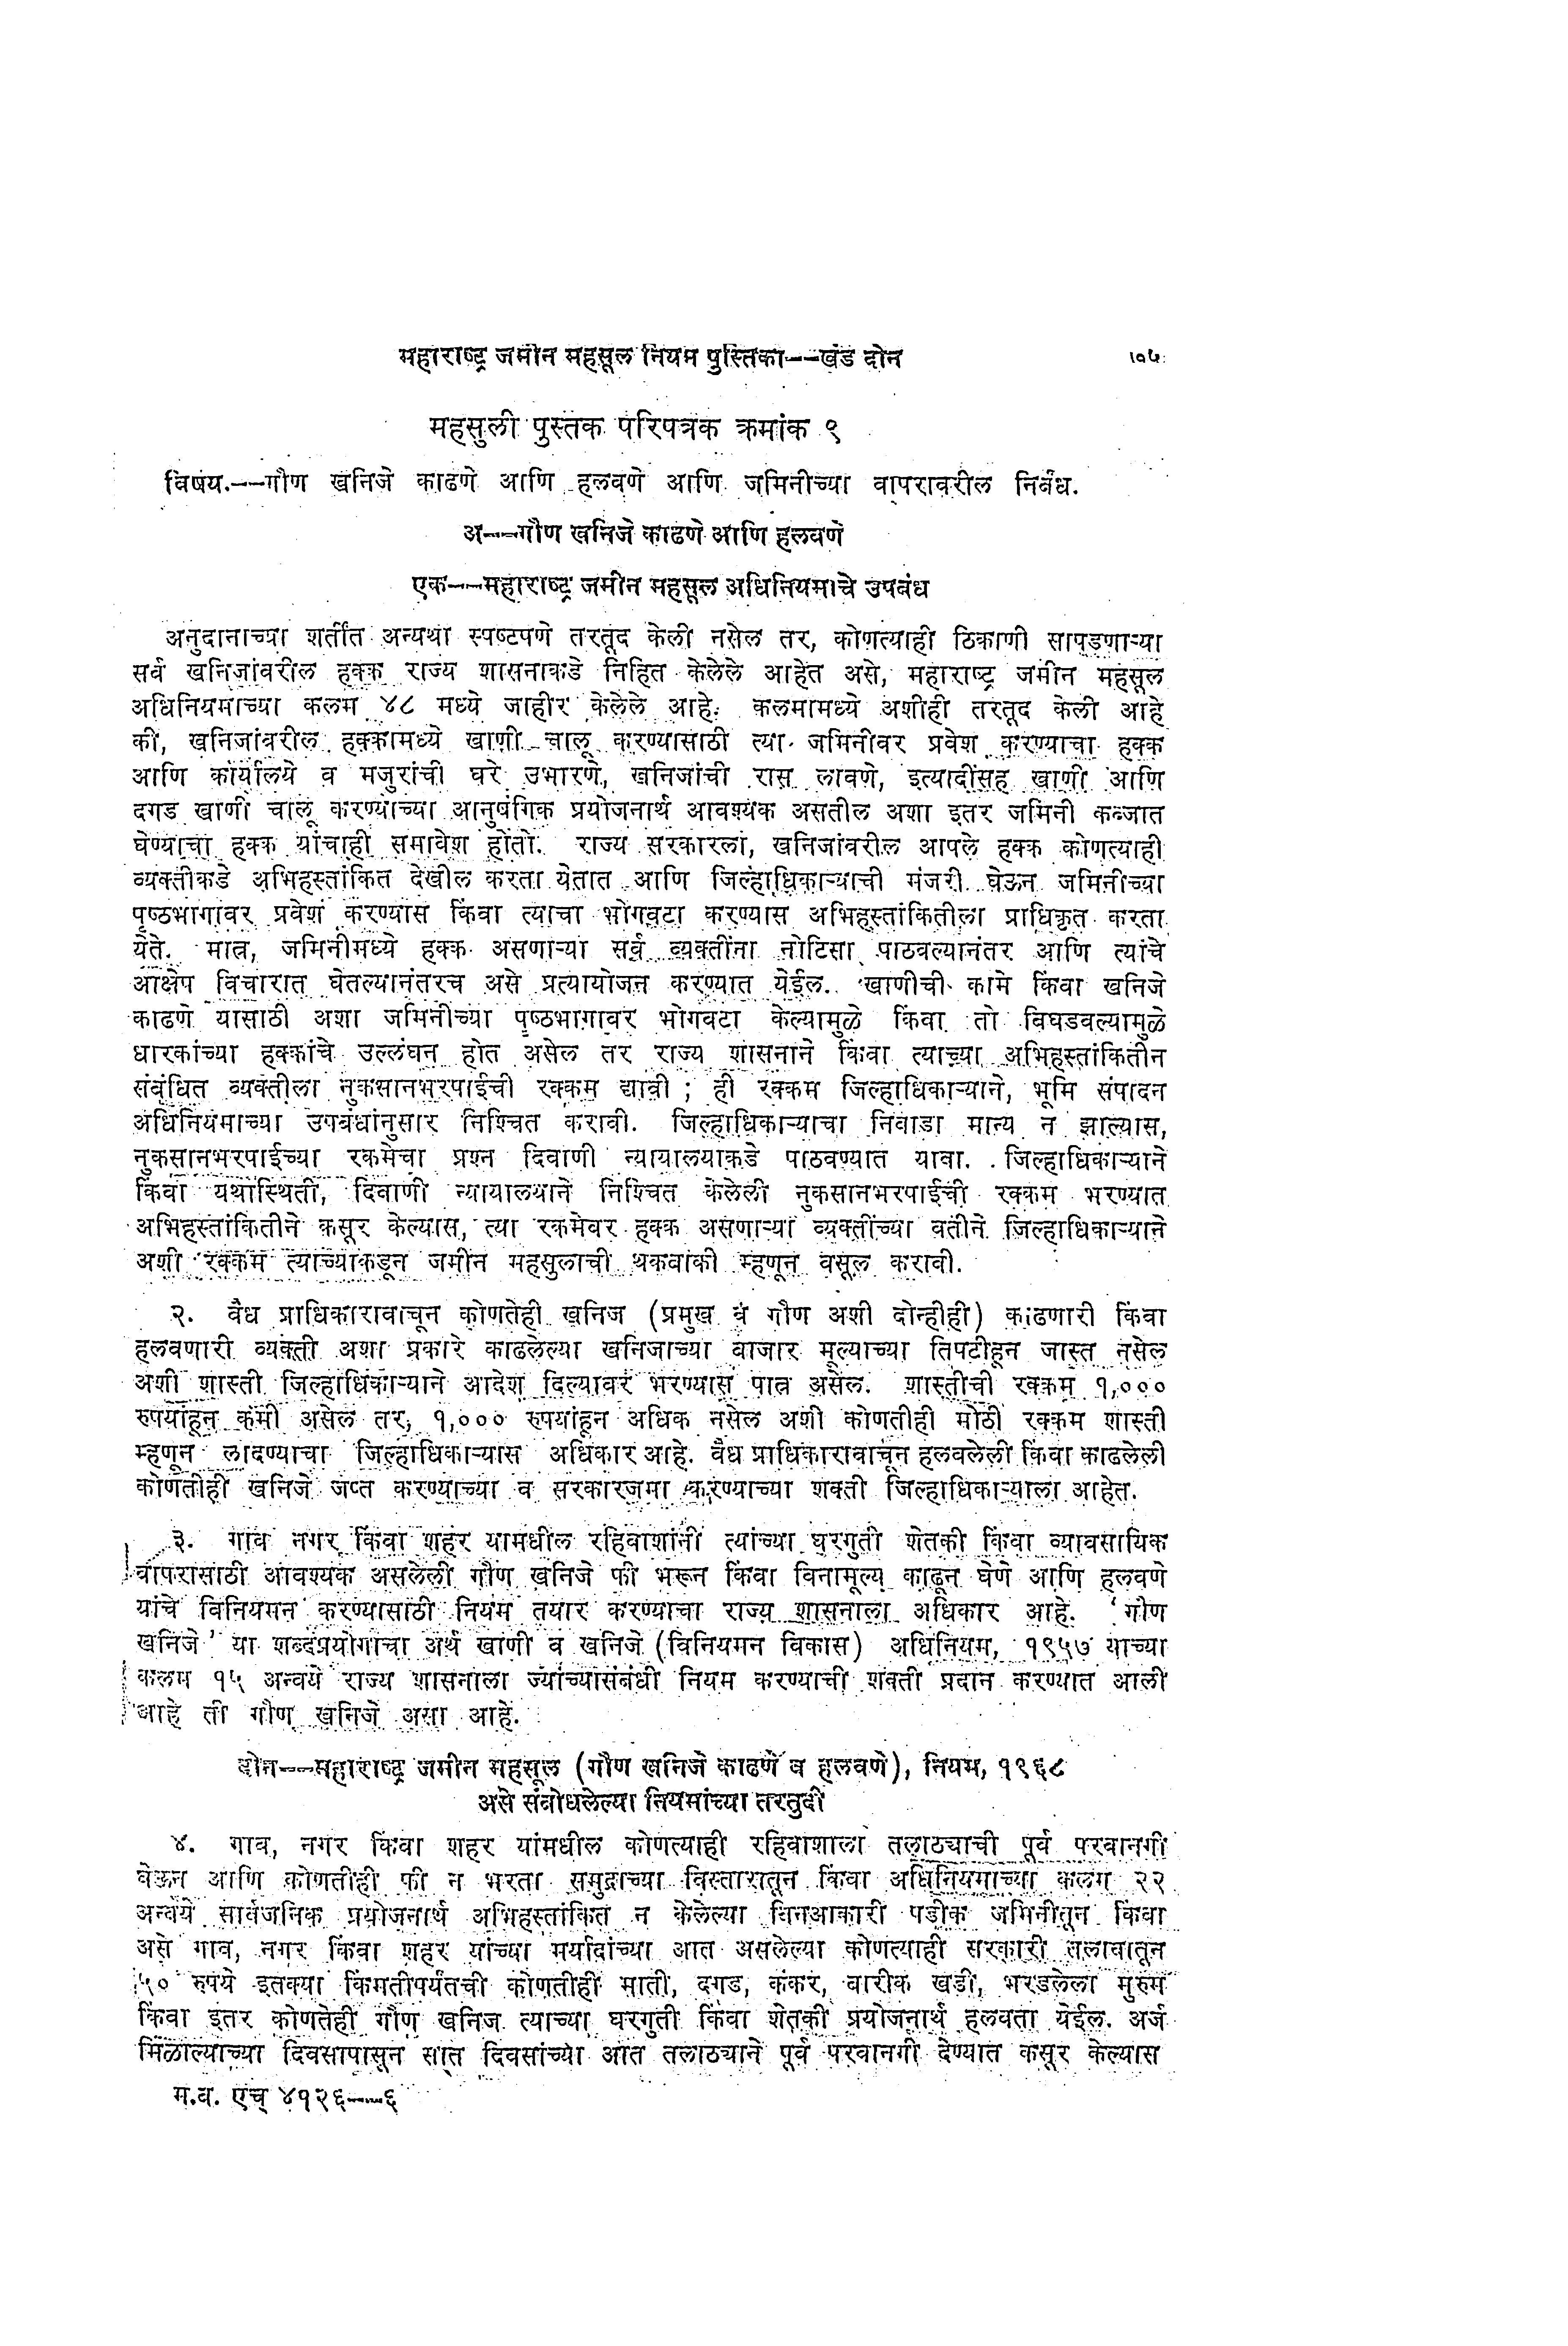 महाराष्ट्र जमीन महसूल नियम पुस्तिका--खंड दोन ७५
महसुली पुस्तक परिपत्रक क्रमांक ९
विषय.--गौण खनिजे काढणे आणि हलवणे आणि जमिनीच्या वापरावरील निर्बंध.
अ--गौण खनिजे काढणे आणि हलवणे
एक--महाराष्ट्र जमीन महसूल अधिनियमाचे उपबंध
अनुदानाच्या शर्तीत अन्यथा स्पष्टपणे तरतूद केली नसेल तर, कोणत्याही ठिकाणी सापडणाऱ्या
सर्व खनिजांवरील हक्क राज्य शासनाकडे निहित केलेले आहेत असे, महाराष्ट्र जमीन महसूल
अधिनियमाच्या कलम ४८ मध्ये जाहीर केलेले आहे. कलमामध्ये अशीही तरतूद केली आहे
की, खनिजांवरील हक्कामध्ये खाणी चालू करण्यासाठी त्या जमिनीवर प्रवेश करण्याचा हक्क
आणि कार्यालये व मजुरांची घरे उभारणे, खनिजांची रास लावणे, इत्यादींसह खाणी आणि
दगड खाणी चालू करण्याच्या आनुषंगिक प्रयोजनार्थ आवश्यक असतील अशा इतर जमिनी कब्जात
घेण्याचा हक्क यांचाही समावेश होतो. राज्य सरकारला, खनिजांवरील आपले हक्क कोणत्याही
व्यक्तीकडे अभिहस्तांकित देखील करता येतात आणि जिल्हाधिकाऱ्याची मंजरी घेऊन जमिनीच्या
पृष्ठभागावर प्रवेश करण्यास किंवा त्याचा भोगवटा करण्यास अभिहस्तांकितीला प्राधिकृत करता
येते. मात्र, जमिनीमध्ये हक्क असणाऱ्या सर्व व्यक्तींना नोटिसा पाठवल्यानंतर आणि त्यांचे
आक्षेप विचारात घेतल्यानंतरच असे प्रत्यायोजन करण्यात येईल. खाणीची कामे किंवा खनिजे
काढणे यासाठी अशा जमिनीच्या पृष्ठभागावर भोगवटा केल्यामुळे किंवा तो विघडवल्यामुळे
धारकांच्या हक्कांचे उल्लंघन होत असेल तर राज्य शासनाने किंवा त्याच्या अभिहस्तांकितीन
संबंधित व्यक्तीला नुकसानभरपाईची रक्कम द्यावी ; ही रक्कम जिल्हाधिकाऱ्याने, भूमि संपादन
अधिनियमाच्या उपबंधांनुसार निश्चित करावी. जिल्हाधिकाऱ्याचा निवाडा मान्य न झाल्यास,
नुकसानभरपाईच्या रकमेचा प्रश्न दिवाणी न्यायालयाकडे पाठवण्यात यावा. जिल्हाधिकाऱ्याने
किंवा यथास्थिती, दिवाणी न्यायालयाने निश्चित केलेली नुकसानभरपाईची रक्कम भरण्यात
अभिहस्तांकितीने कसूर केल्यास, त्या रकमेवर हक्क असणाऱ्या व्यक्तींच्या वतीने जिल्हाधिकाऱ्याने
अशी रक्कम त्याच्याकडून जमीन महसुलाची थकबाकी म्हणून वसूल करावी.
२. वैध प्राधिकारावाचून कोणतेही खनिज (प्रमुख व गौण अशी दोन्हीही) काढणारी किंवा
हलवणारी व्यक्ती अशा प्रकारे काढलेल्या खनिजाच्या बाजार मूल्याच्या तिपटीहून जास्त नसेल
अशी शास्ती जिल्हाधिकाऱ्याने आदेश दिल्यावर भरण्यास पात्र असेल. शास्तीची रक्कम १,०००
रुपयांहून कमी असेल तर, १,००० रुपयांहून अधिक नसेल अशी कोणतीही मोठी रक्कम शास्ती
म्हणून लादण्याचा जिल्हाधिकाऱ्यास अधिकार आहे. वैध प्राधिकारावाचून हलवलेली किंवा काढलेली
कोणतीही खनिजे जप्त करण्याच्या व सरकारजमा करण्याच्या शक्ती जिल्हाधिकाऱ्याला आहेत.
३. गाव नगर किंवा शहर यामधील रहिवाशांनी त्यांच्या घरगुती शेतकी किंवा व्यावसायिक
वापरासाठी आवश्यक असलेली गौण खनिजे फी भरून किंवा विनामूल्य काढून घेणे आणि हलवणे
यांचे विनियमन करण्यासाठी नियम तयार करण्याचा राज्य शासनाला अधिकार आहे. 'गौण
खनिजे' या शब्दप्रयोगाचा अर्थ खाणी व खनिजे (विनियमन विकास) अधिनियम, १९५७ याच्या
कलम १५ अन्वये राज्य शासनाला ज्यांच्यासंबंधी नियम करण्याची शक्ती प्रदान करण्यात आली
आहे ती गौण खनिजे असा आहे.
दोन--महाराष्ट्र जमीन महसूल (गौण खनिजे काढणे व हलवणे), नियम, १९६८
असे संबोधलेल्या नियमांच्या तरतुदी
४. गाव, नगर किंवा शहर यांमधील कोणत्याही रहिवाशाला तलाठ्याची पूर्व परवानगी
घेऊन आणि कोणतीही फी न भरता समुद्राच्या विस्तारातून किंवा अधिनियमाच्या कलम २२
अन्वये सार्वजनिक प्रयोजनार्थ अभिहस्तांकित न केलेल्या बिनआकारी पडीक जमिनीतून किंवा
असे गाव, नगर किंवा शहर यांच्या मर्यादांच्या आत असलेल्या कोणत्याही सरकारी तलावातून
५० रुपये इतक्या किंमतीपर्यंतची कोणतीही माती, दगड, कंकर, बारीक खडी, भरडलेला मुरुम
किंवा इतर कोणतेही गौण खनिज त्याच्या घरगुती किंवा शेतकी प्रयोजनार्थ हलवता येईल. अर्ज
मिळाल्याच्या दिवसापासून सात दिवसांच्या आत तलाठ्याने पूर्व परवानगी देण्यात कसूर केल्यास
म.व. एच् ४१२६--६